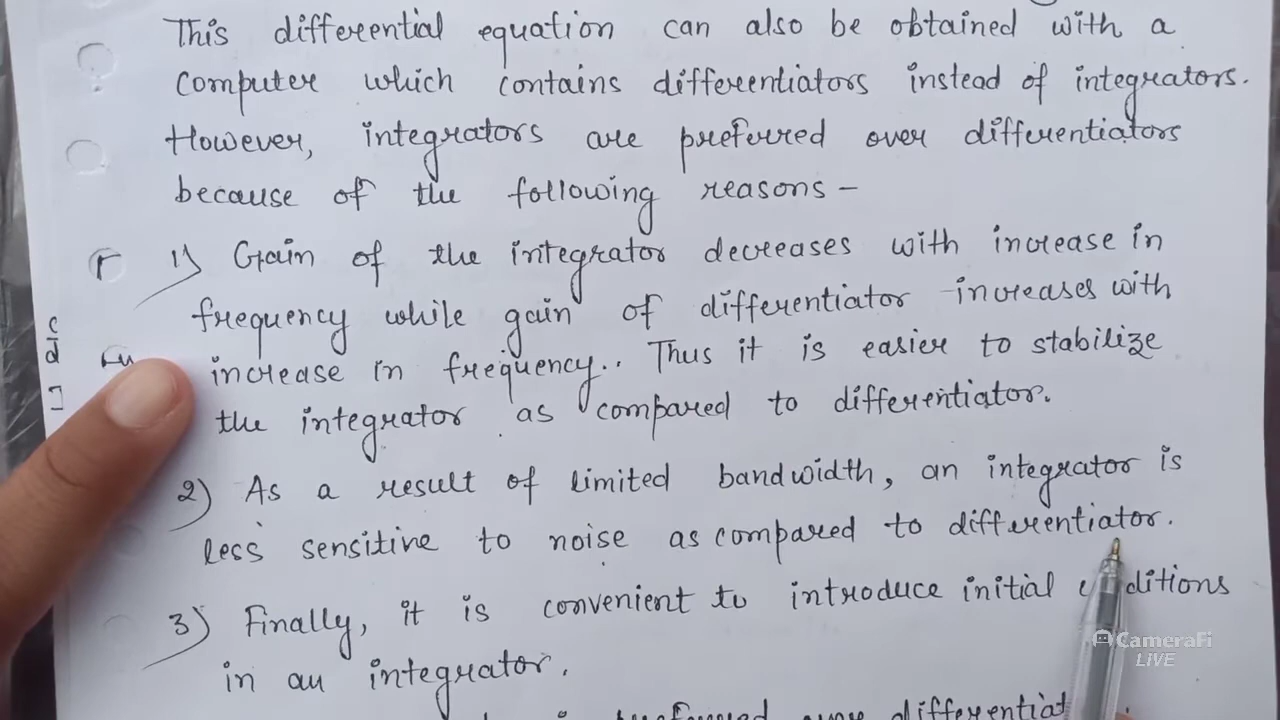 This differential equation can also be obtained with a
computer which contains differentiators instead of integrators.
However, integrators are preferred over differentiators
because of the following reasons -
1) Gain of the integrator decreases with increase in
frequency while gain of differentiator increases with
increase in frequency.. Thus it is easier to stabilize
the integrator as compared to differentiator.
2) As a result of limited bandwidth, an integrator is
less sensitive to noise as compared to differentiator.
3) Finally, it is convenient to introduce initial
in an integrator.
CameraFi
LiVE